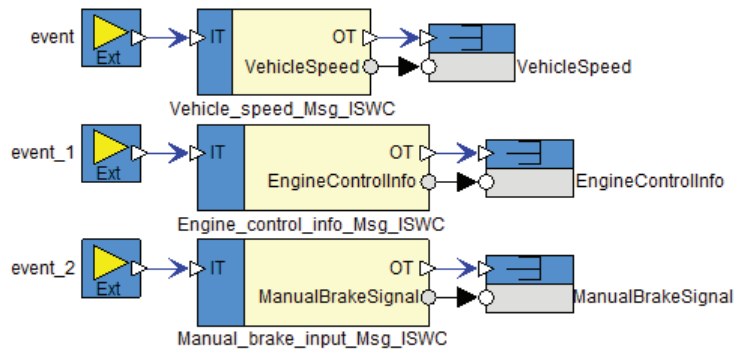 event
Ext
IT
OT
VehicleSpeed
VehicleSpeed
Vehicle_speed_Msg_ISWC
event_1
Ext
IT
OT
EngineControlInfo
EngineControlInfo
Engine_control_info_Msg_ISWC
event_2
Ext
IT
OT
ManualBrakeSignal
ManualBrakeSignal
Manual_brake_input_Msg_ISWC